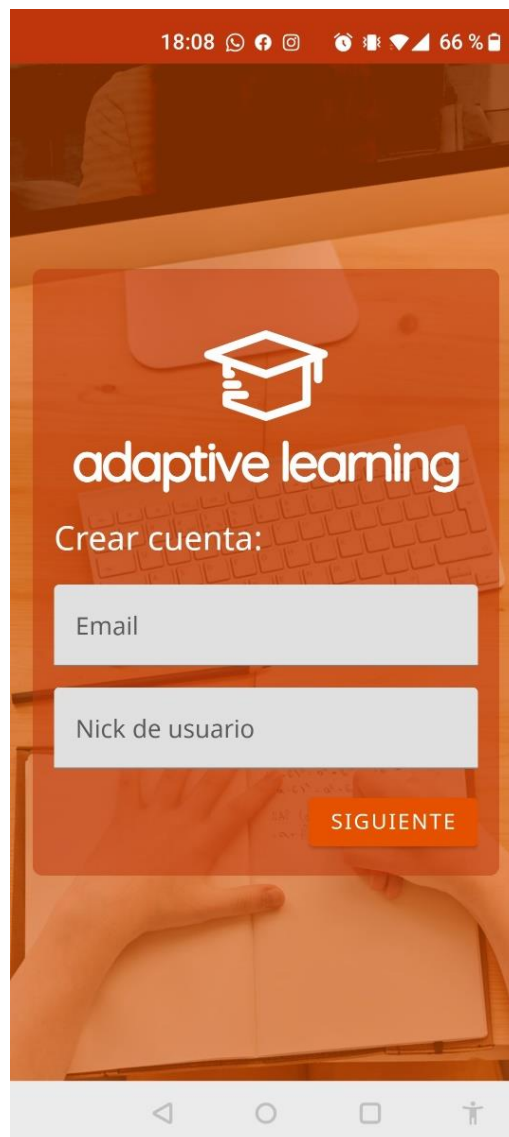 18:08 66 %
adaptive learning
Crear cuenta:
Email
Nick de usuario
SIGUIENTE